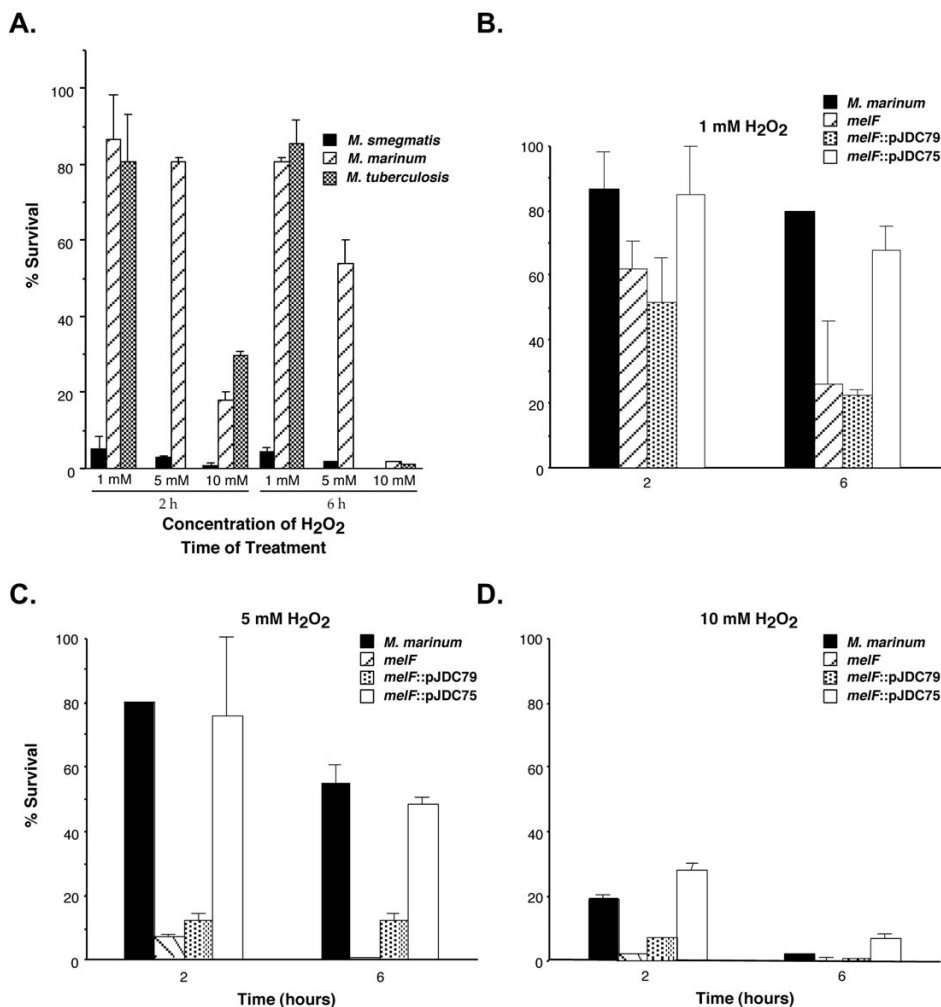 A.
100
80
60
40
20
0
% Survival
M. smegmatis
M. marinum
M. tuberculosis
1 mM 5 mM 10 mM 1 mM 5 mM 10 mM
2 h 6 h
Concentration of H₂O₂
Time of Treatment
B.
1 mM H₂O₂
M. marinum
melF
melF::pJDC79
melF::pJDC75
100
80
60
40
20
0
2 6
C.
5 mM H₂O₂
M. marinum
melF
melF::pJDC79
melF::pJDC75
100
80
60
40
20
0
% Survival
2 6
Time (hours)
D.
10 mM H₂O₂
M. marinum
melF
melF::pJDC79
melF::pJDC75
100
80
60
40
20
0
2 6
Time (hours)